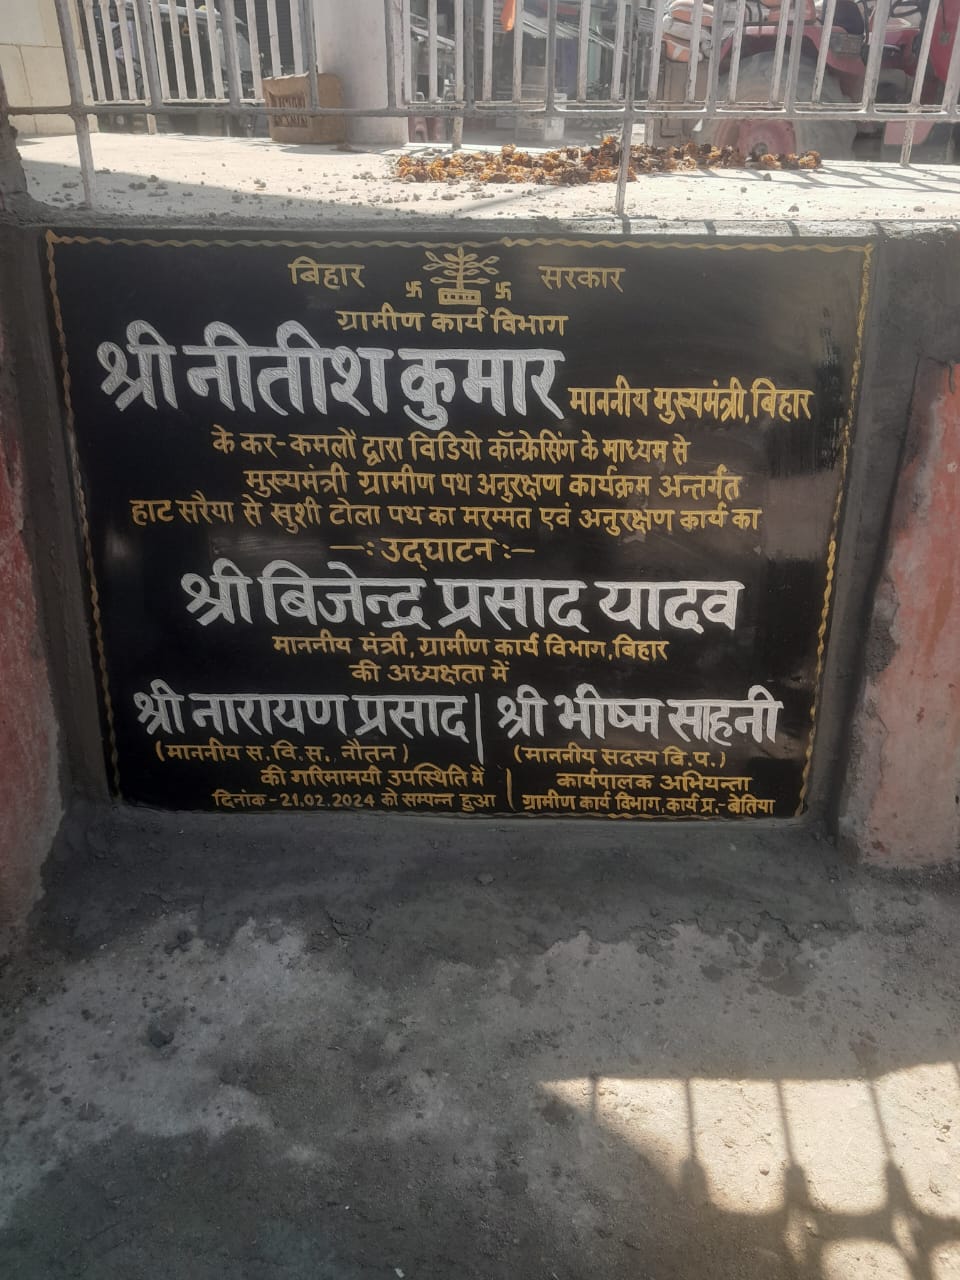 बिहार सरकार
ग्रामीण कार्य विभाग
श्री नीतीश कुमार माननीय मुख्यमंत्री, बिहार
के कर-कमलों द्वारा विडियो कॉन्फ्रेसिंग के माध्यम से
मुख्यमंत्री ग्रामीण पथ अनुरक्षण कार्यक्रम अन्तर्गत
हाट सरैया से खुशी टोला पथ का मरम्मत एवं अनुरक्षण कार्य का
—: उद्घाटन :—
श्री बिजेन्द्र प्रसाद यादव
माननीय मंत्री, ग्रामीण कार्य विभाग, बिहार
की अध्यक्षता में
श्री नारायण प्रसाद | श्री भीष्म साहनी
(माननीय स. वि. स. नौतन) (माननीय सदस्य वि. प.)
की गरिमामयी उपस्थिति में | कार्यपालक अभियन्ता
दिनांक - 21.02.2024 को सम्पन्न हुआ | ग्रामीण कार्य विभाग, कार्य प्र.- बेतिया